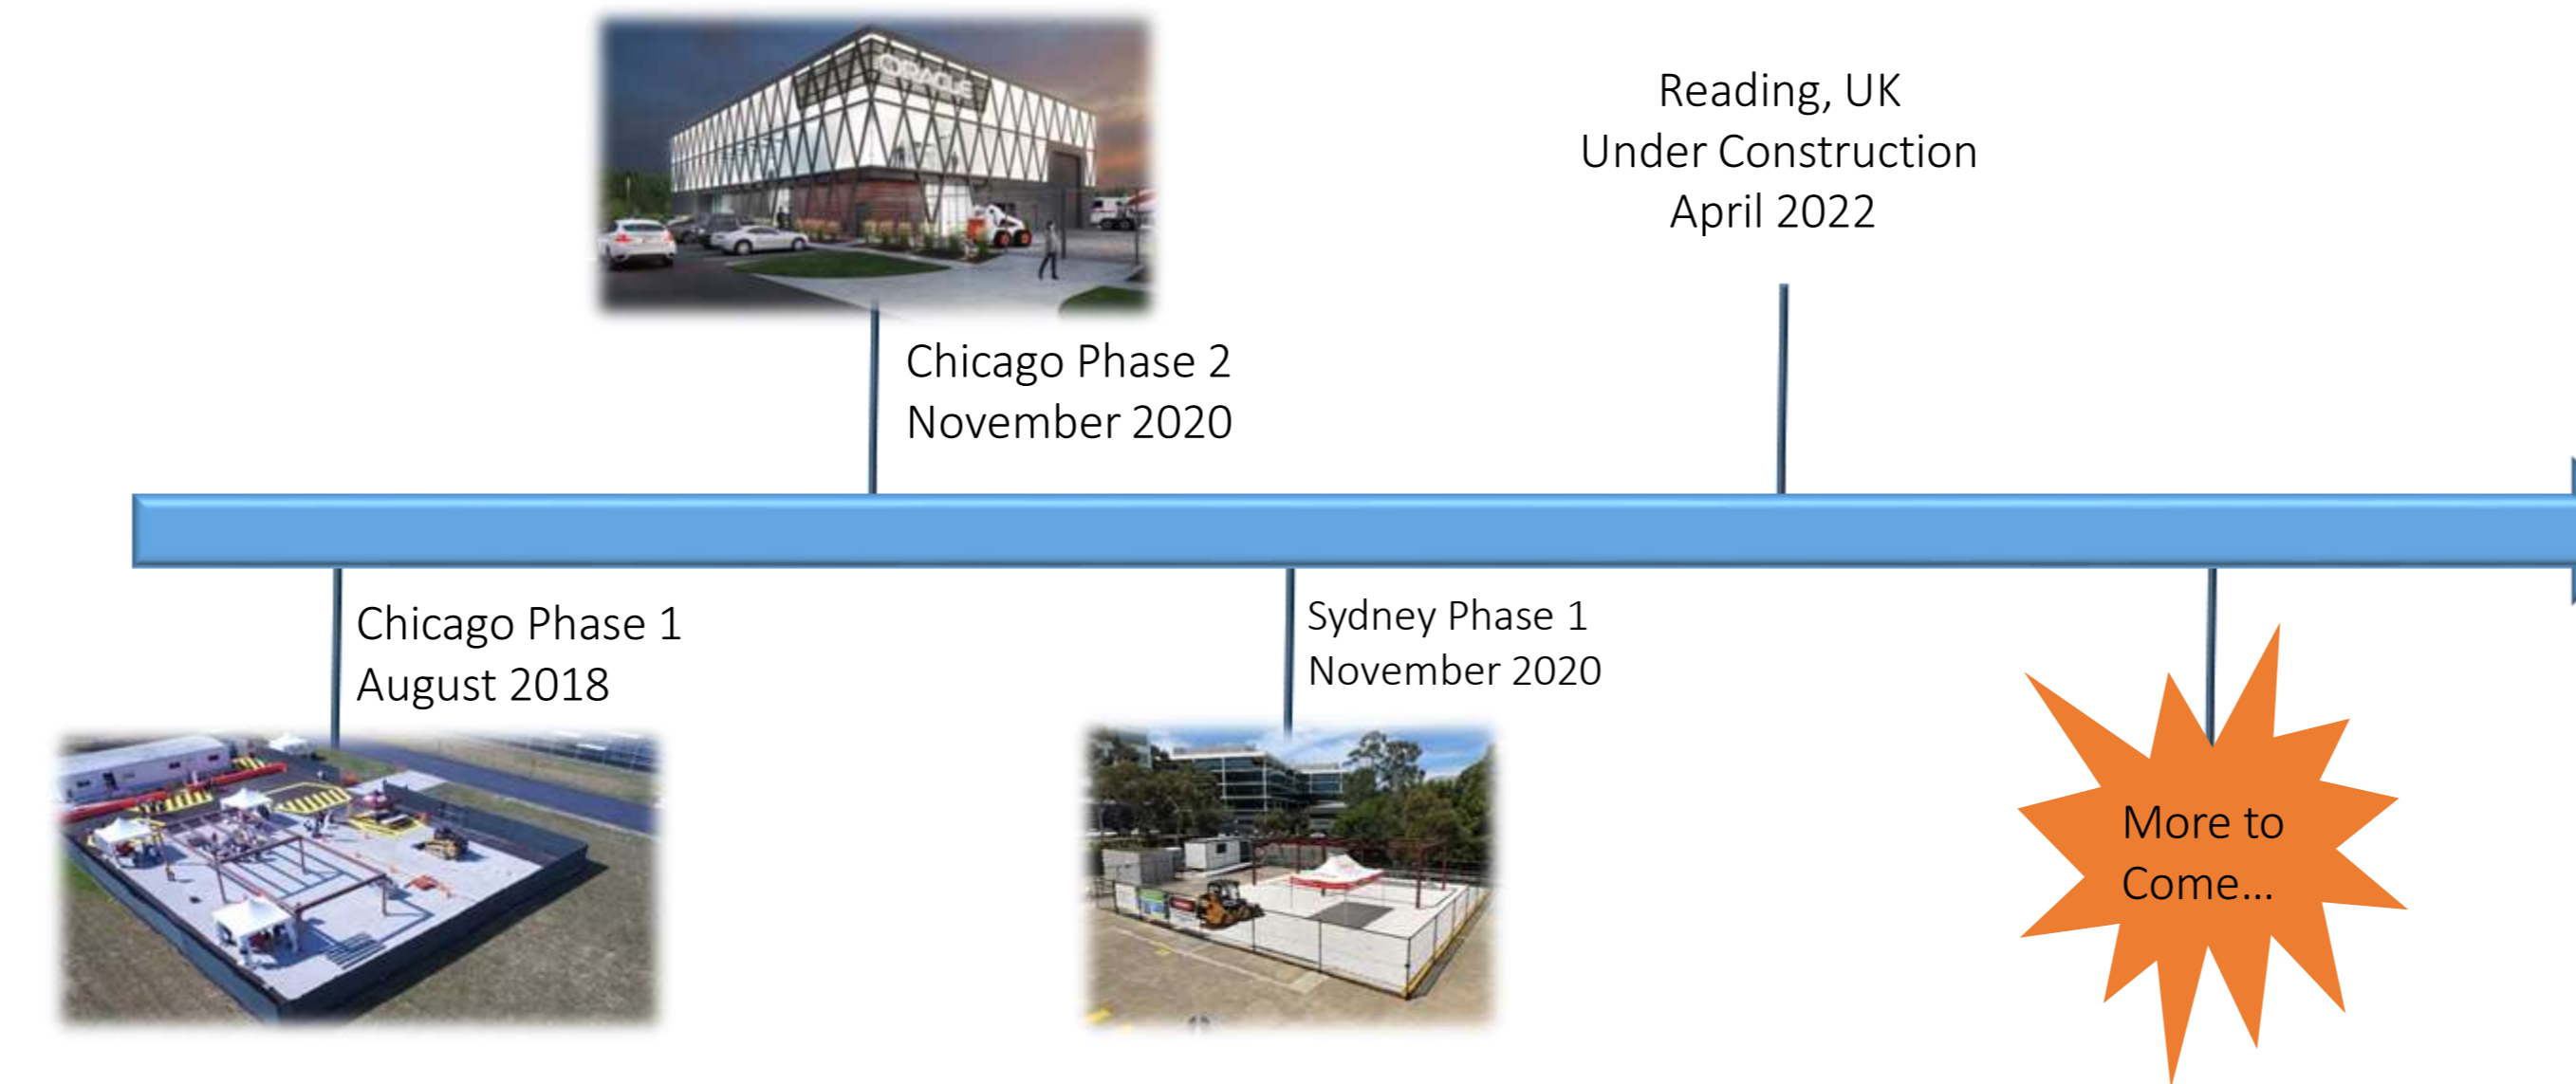 ORACLE
Reading, UK
Under Construction
April 2022
Chicago Phase 2
November 2020
Chicago Phase 1
August 2018
Sydney Phase 1
November 2020
More to
Come...